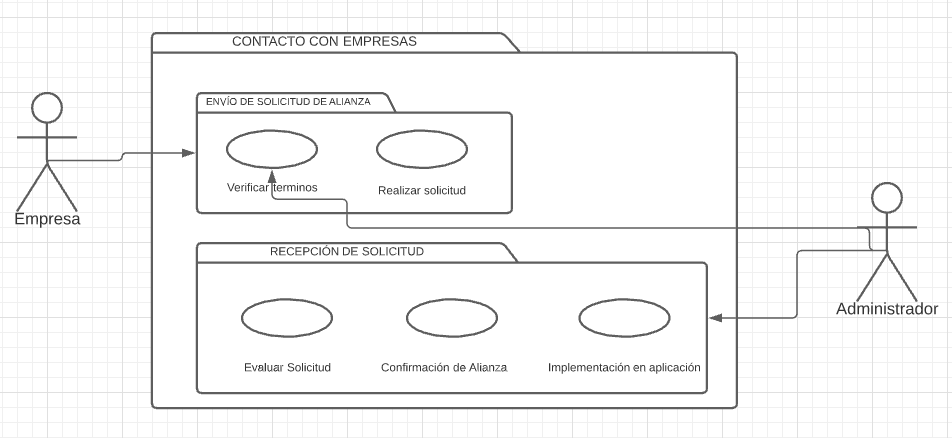 CONTACTO CON EMPRESAS
ENVÍO DE SOLICITUD DE ALIANZA
Verificar terminos
Realizar solicitud
Empresa
RECEPCIÓN DE SOLICITUD
Administrador
Evaluar Solicitud
Confirmación de Alianza
Implementación en aplicación